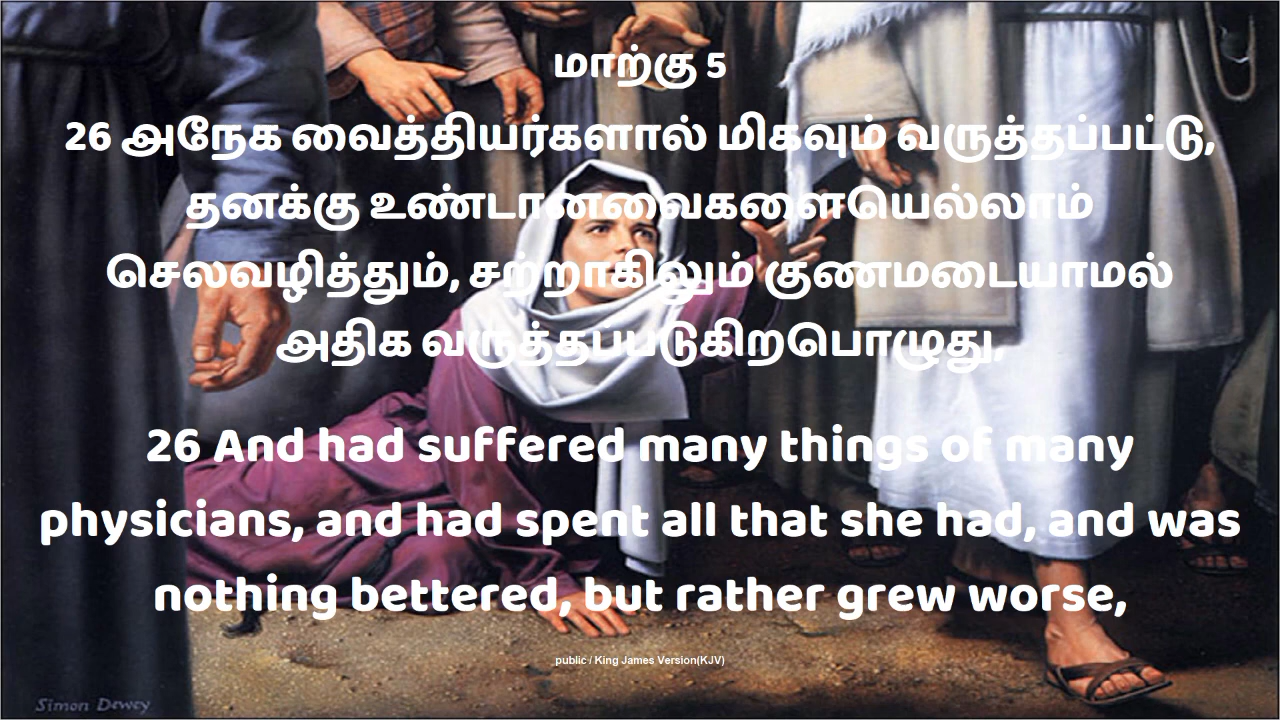 மாற்கு 5
26 அநேக வைத்தியர்களால் மிகவும் வருத்தப்பட்டு,
தனக்கு உண்டானவைகளையெல்லாம்
செலவழித்தும், சற்றாகிலும் குணமடையாமல்
அதிக வருத்தப்படுகிறபொழுது,
26 And had suffered many things of many
physicians, and had spent all that she had, and was
nothing bettered, but rather grew worse,
public / King James Version(KJV)
Simon Dewey